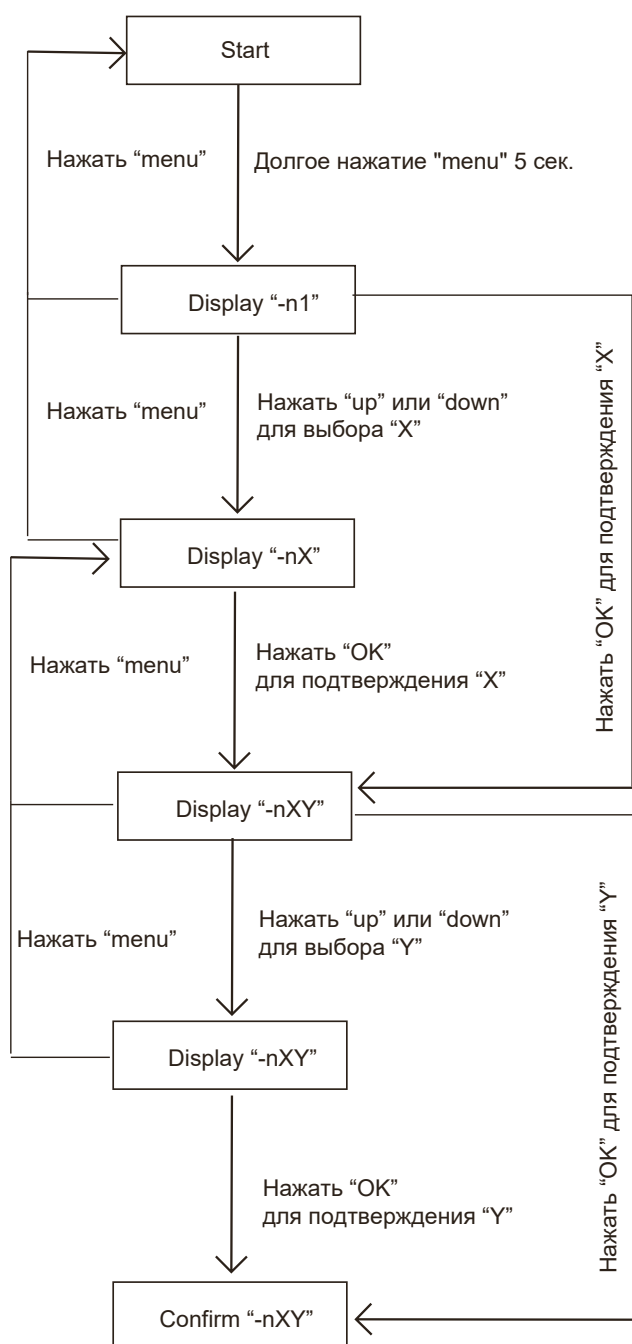 Start
Нажать “menu”
Долгое нажатие "menu" 5 сек.
Display “-n1”
Нажать “menu”
Нажать “up” или “down”
для выбора “X”
Нажать “OK” для подтверждения “X”
Display “-nX”
Нажать “menu”
Нажать “OK”
для подтверждения “X”
Display “-nXY”
Нажать “menu”
Нажать “up” или “down”
для выбора “Y”
Нажать “OK” для подтверждения “Y”
Display “-nXY”
Нажать “OK”
для подтверждения “Y”
Confirm “-nXY”